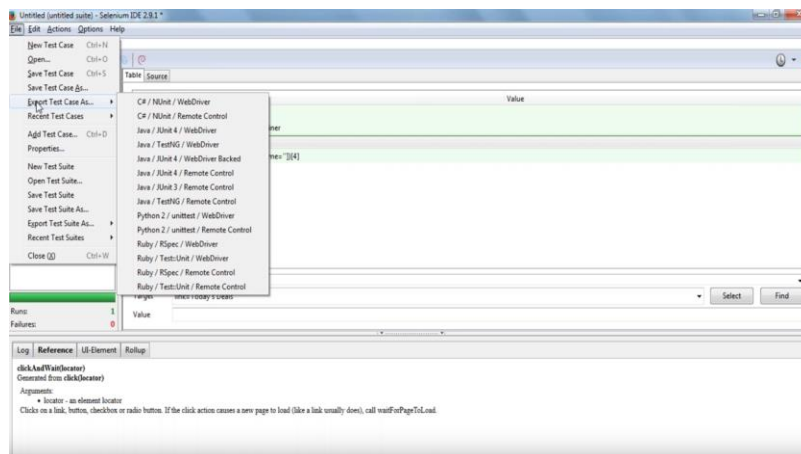 Untitled (untitled suite) - Selenium IDE 2.9.1 *
File Edit Actions Options Help
New Test Case Ctrl+N
Open... Ctrl+O
Save Test Case Ctrl+S
Save Test Case As...
Export Test Case As...
Recent Test Cases
Add Test Case... Ctrl+D
Properties...
New Test Suite
Open Test Suite...
Save Test Suite
Save Test Suite As...
Export Test Suite As...
Recent Test Suites
Close (X) Ctrl+W
Table Source
Value
C# / NUnit / WebDriver
C# / NUnit / Remote Control
Java / JUnit 4 / WebDriver
Java / TestNG / WebDriver
Java / JUnit 4 / WebDriver Backed
Java / JUnit 4 / Remote Control
Java / JUnit 3 / Remote Control
Java / TestNG / Remote Control
Python 2 / unittest / WebDriver
Python 2 / unittest / Remote Control
Ruby / RSpec / WebDriver
Ruby / Test::Unit / WebDriver
Ruby / RSpec / Remote Control
Ruby / Test::Unit / Remote Control
Target link=Today's Deals Select Find
Value
Runs: 1
Failures: 0
Log Reference UI-Element Rollup
clickAndWait(locator)
Generated from click(locator)
Arguments:
• locator - an element locator
Clicks on a link, button, checkbox or radio button. If the click action causes a new page to load (like a link usually does), call waitForPageToLoad.